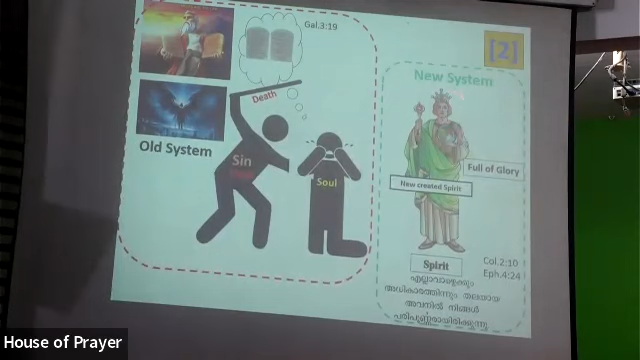 Gal.3:19
[2]
Death
Old System
Sin
Soul
New System
Full of Glory
New created Spirit
Spirit
Col.2:10
Eph.4:24
എല്ലാവാഴ്ചക്കും
അധികാരത്തിന്നും തലയായ
അവനിൽ നിങ്ങൾ
പരിപൂർണ്ണരായിരിക്കുന്നു
House of Prayer